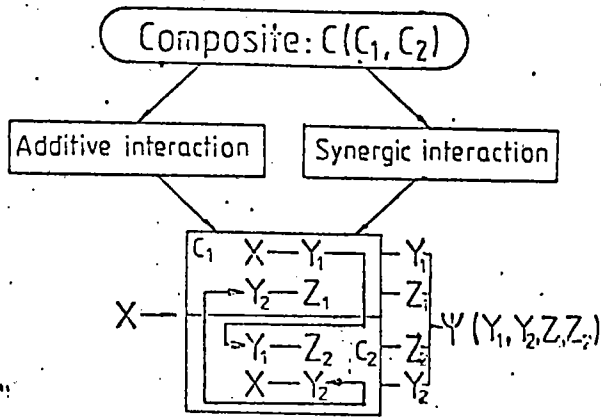 Composite: C(C₁, C₂)
Additive interaction
Synergic interaction
C₁ X — Y₁ Y₁
Y₂ — Z₁ Z₁
X
Ψ (Y₁, Y₂, Z₁, Z₂)
Y₁ — Z₂ C₂ Z₂
X — Y₂ Y₂